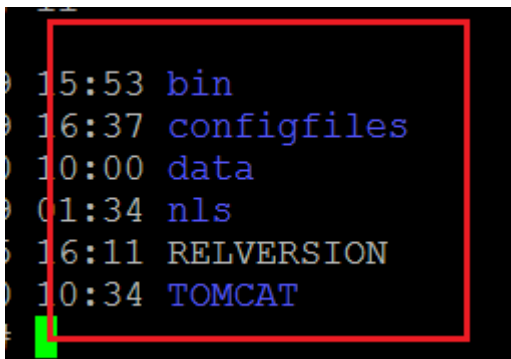 15:53 bin
16:37 configfiles
10:00 data
01:34 nls
16:11 RELVERSION
10:34 TOMCAT
#